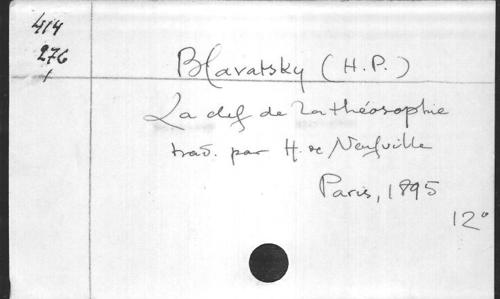 414
276
1
Blavatsky (H.P.)
La clef de la théosophie
trad. par H. de Neufville
Paris, 1895
12°